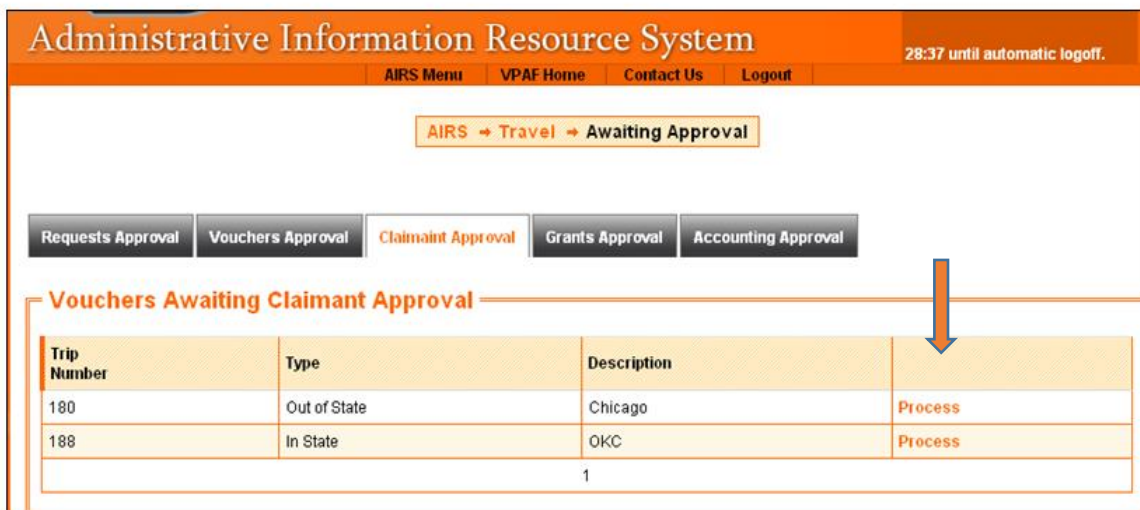 Administrative Information Resource System
28:37 until automatic logoff.
AIRS Menu VPAF Home Contact Us Logout
AIRS → Travel → Awaiting Approval
Requests Approval Vouchers Approval Claimaint Approval Grants Approval Accounting Approval
Vouchers Awaiting Claimant Approval
Trip Number Type Description
180 Out of State Chicago Process
188 In State OKC Process
1